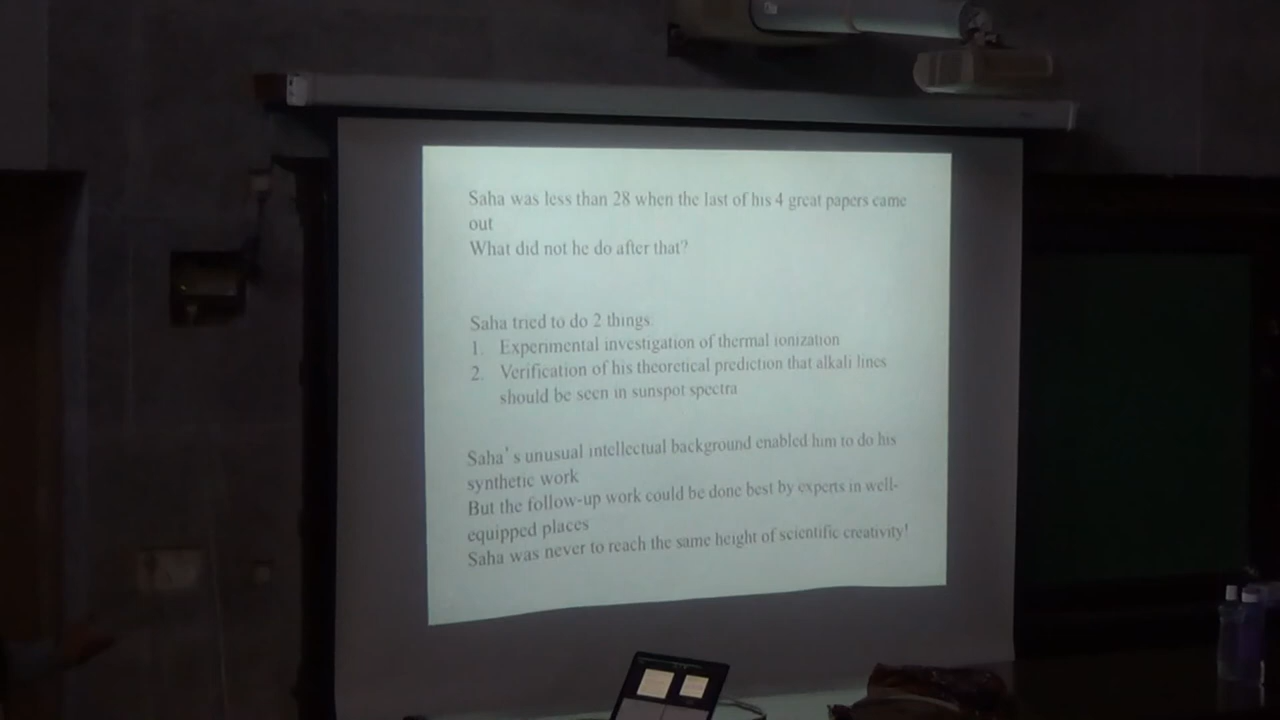 Saha was less than 28 when the last of his 4 great papers came
out
What did not he do after that?
Saha tried to do 2 things
1. Experimental investigation of thermal ionization
2. Verification of his theoretical prediction that alkali lines
should be seen in sunspot spectra
Saha's unusual intellectual background enabled him to do his
synthetic work
But the follow-up work could be done best by experts in well-
equipped places
Saha was never to reach the same height of scientific creativity!